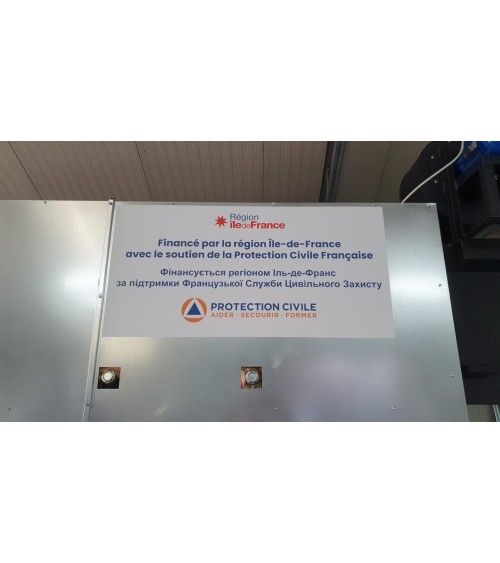 Région
îledeFrance
Financé par la région Île-de-France
avec le soutien de la Protection Civile Française
Фінансується регіоном Іль-де-Франс
за підтримки Французької Служби Цивільного Захисту
PROTECTION CIVILE
AIDER · SECOURIR · FORMER